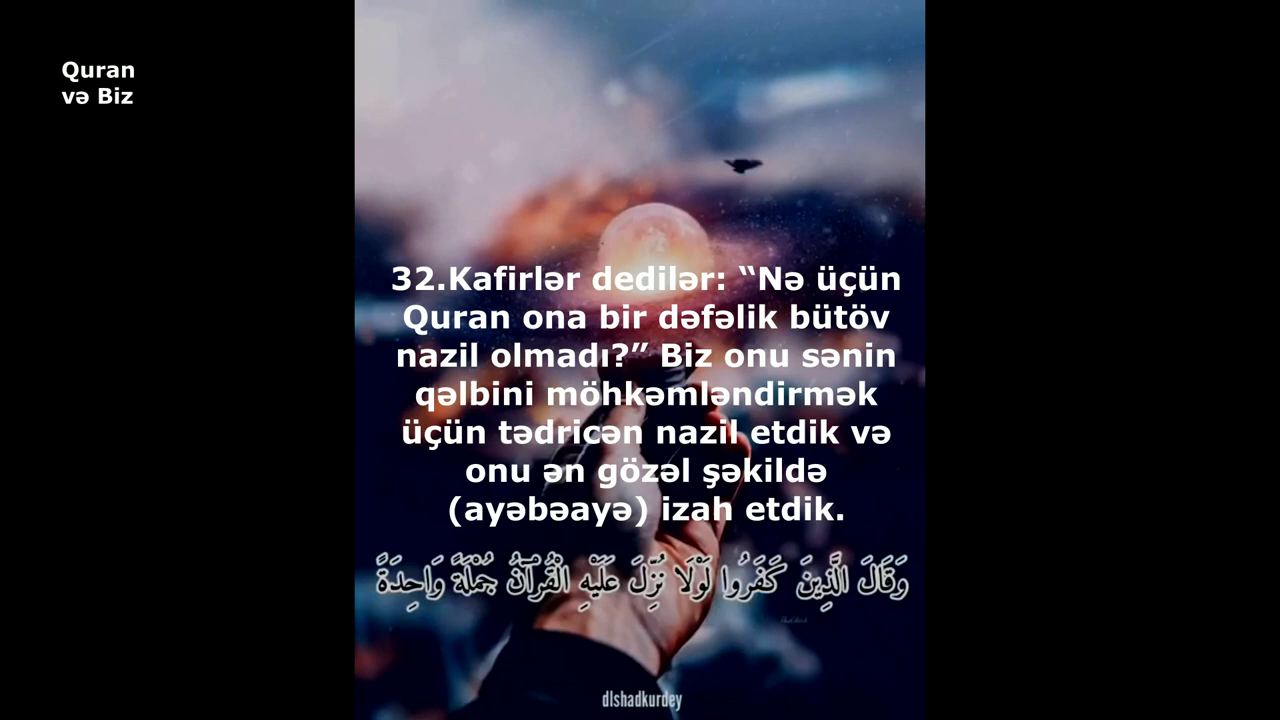 Quran
və Biz
32.Kafirlər dedilər: “Nə üçün
Quran ona bir dəfəlik bütöv
nazil olmadı?” Biz onu sənin
qəlbini möhkəmləndirmək
üçün tədricən nazil etdik və
onu ən gözəl şəkildə
(ayəbəayə) izah etdik.
وَقَالَ الَّذِينَ كَفَرُوا لَوْلَا نُزِّلَ عَلَيْهِ الْقُرْآنُ جُمْلَةً وَاحِدَةً
dlshadkurdey